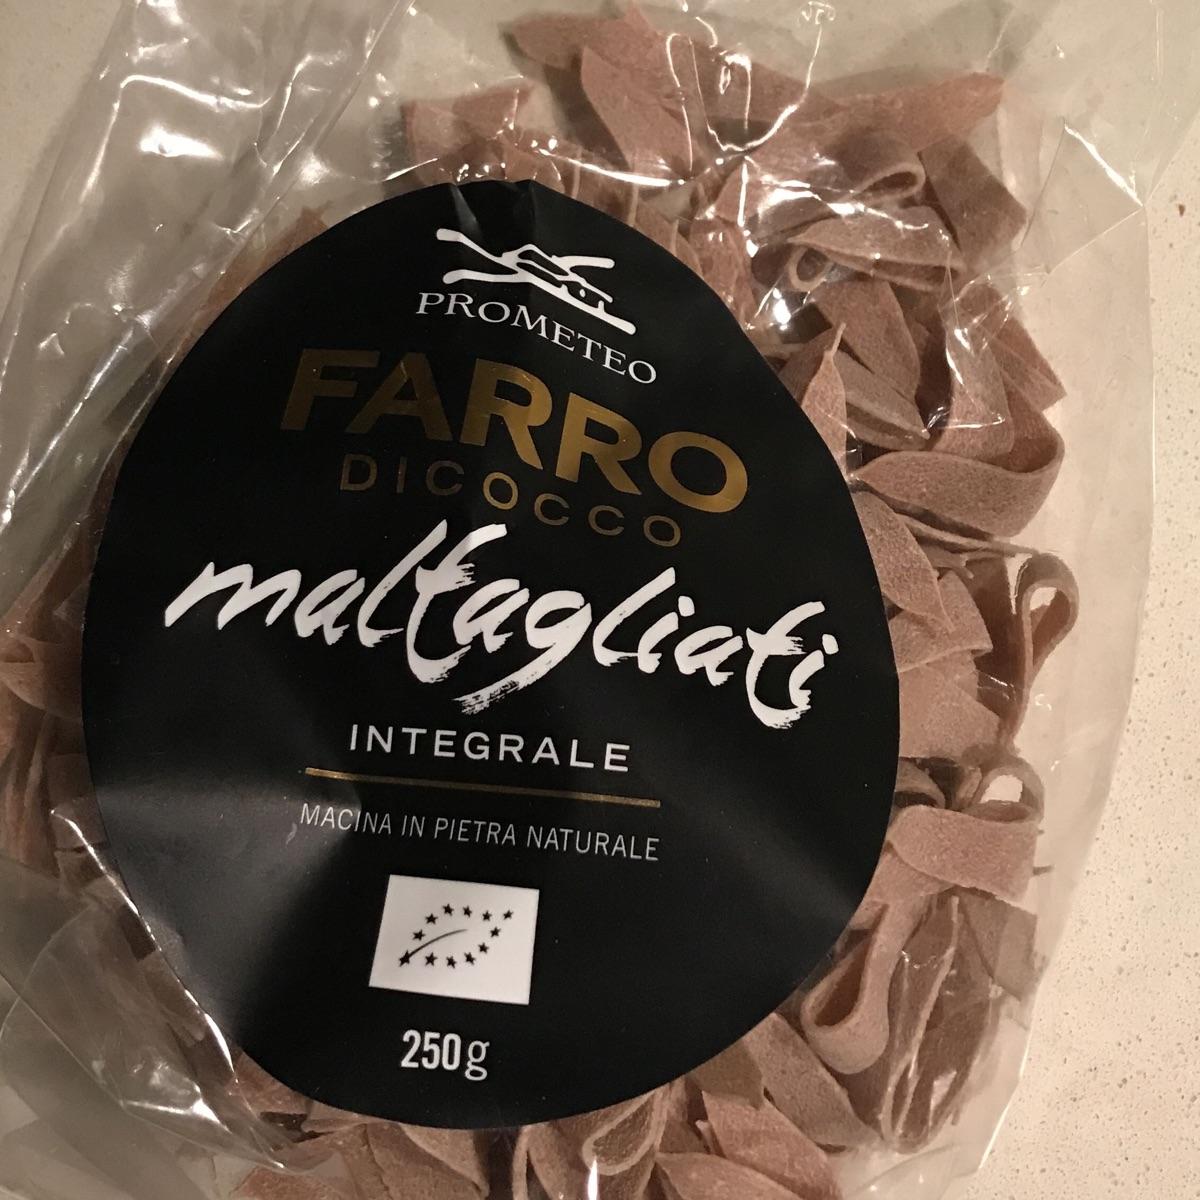 PROMETEO
FARRO
DICOCCO
maltagliati
INTEGRALE
MACINA IN PIETRA NATURALE
250g